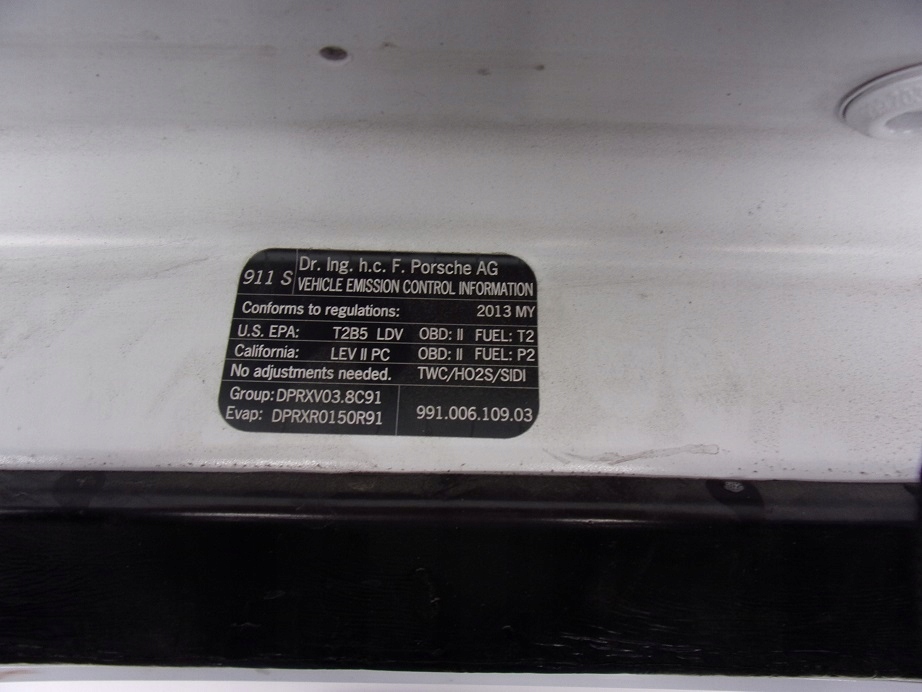 911 S
Dr. Ing. h.c. F. Porsche AG
VEHICLE EMISSION CONTROL INFORMATION
Conforms to regulations: 2013 MY
U.S. EPA: T2B5 LDV OBD: II FUEL: T2
California: LEV II PC OBD: II FUEL: P2
No adjustments needed. TWC/HO2S/SIDI
Group: DPRXV03.8C91
Evap: DPRXR0150R91
991.006.109.03